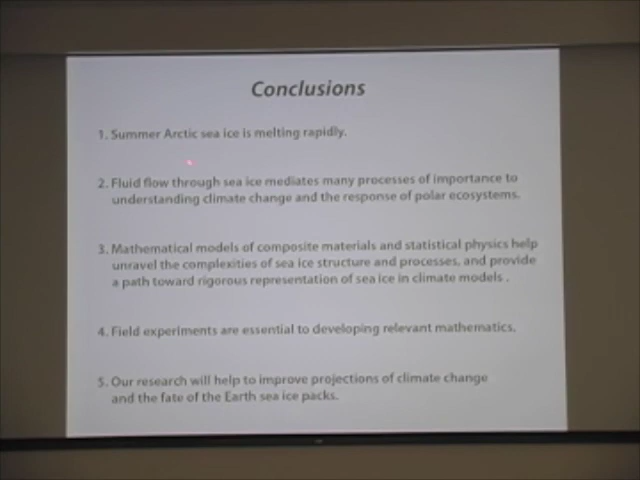 Conclusions
1. Summer Arctic sea ice is melting rapidly.
2. Fluid flow through sea ice mediates many processes of importance to
understanding climate change and the response of polar ecosystems.
3. Mathematical models of composite materials and statistical physics help
unravel the complexities of sea ice structure and processes, and provide
a path toward rigorous representation of sea ice in climate models .
4. Field experiments are essential to developing relevant mathematics.
5. Our research will help to improve projections of climate change
and the fate of the Earth sea ice packs.